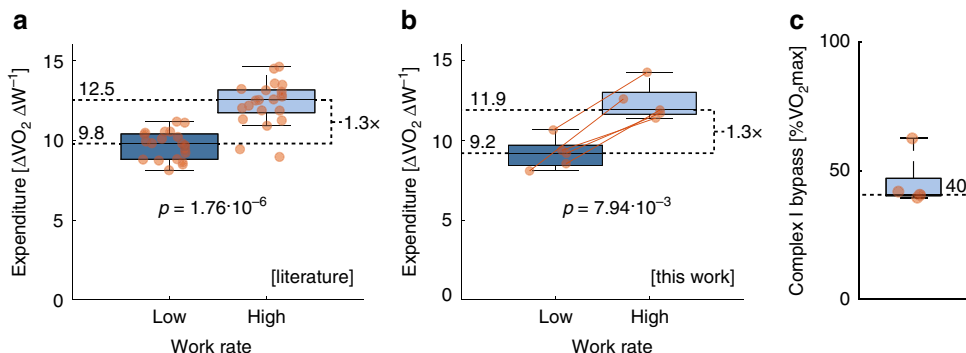 a
Expenditure [ΔVO₂ ΔW⁻¹]
15
10
5
0
12.5
9.8
1.3×
p = 1.76·10⁻⁶
[literature]
Low
High
Work rate
b
Expenditure [ΔVO₂ ΔW⁻¹]
15
10
5
0
11.9
9.2
1.3×
p = 7.94·10⁻³
[this work]
Low
High
Work rate
c
Complex I bypass [%VO₂max]
100
50
0
40